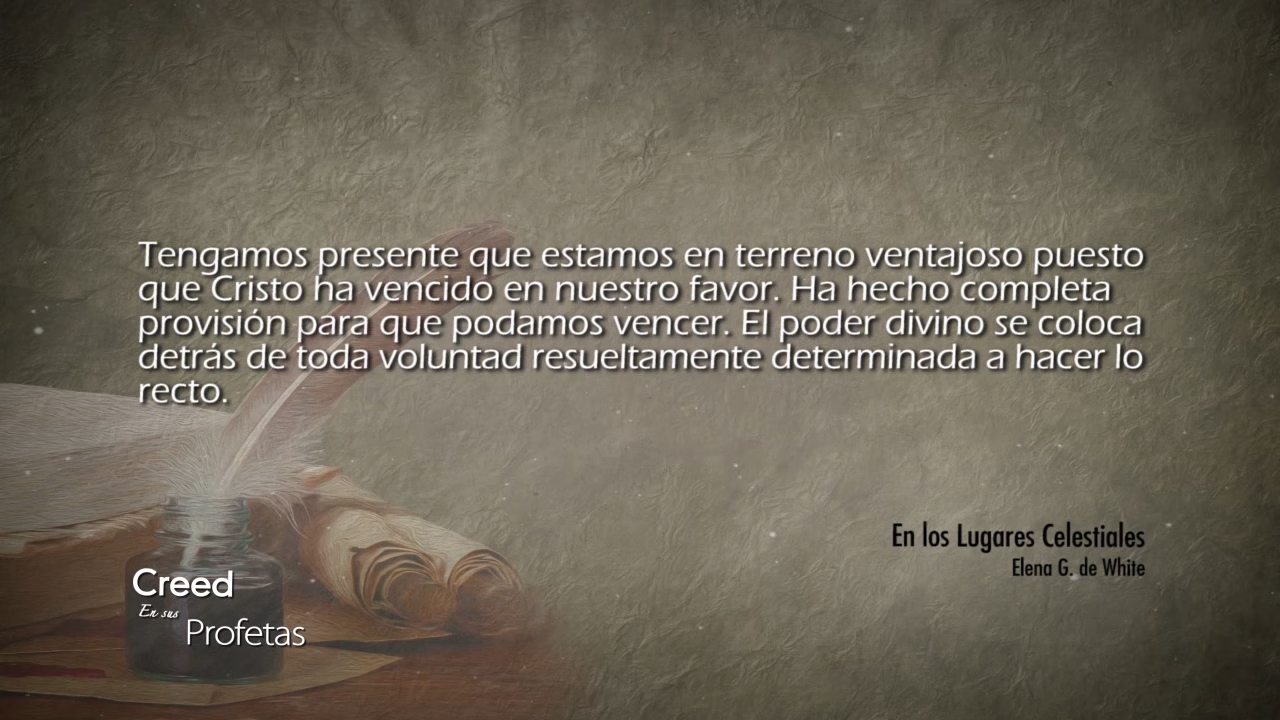 Tengamos presente que estamos en terreno ventajoso puesto
que Cristo ha vencido en nuestro favor. Ha hecho completa
provisión para que podamos vencer. El poder divino se coloca
detrás de toda voluntad resueltamente determinada a hacer lo
recto.
En los Lugares Celestiales
Elena G. de White
Creed
En sus
Profetas